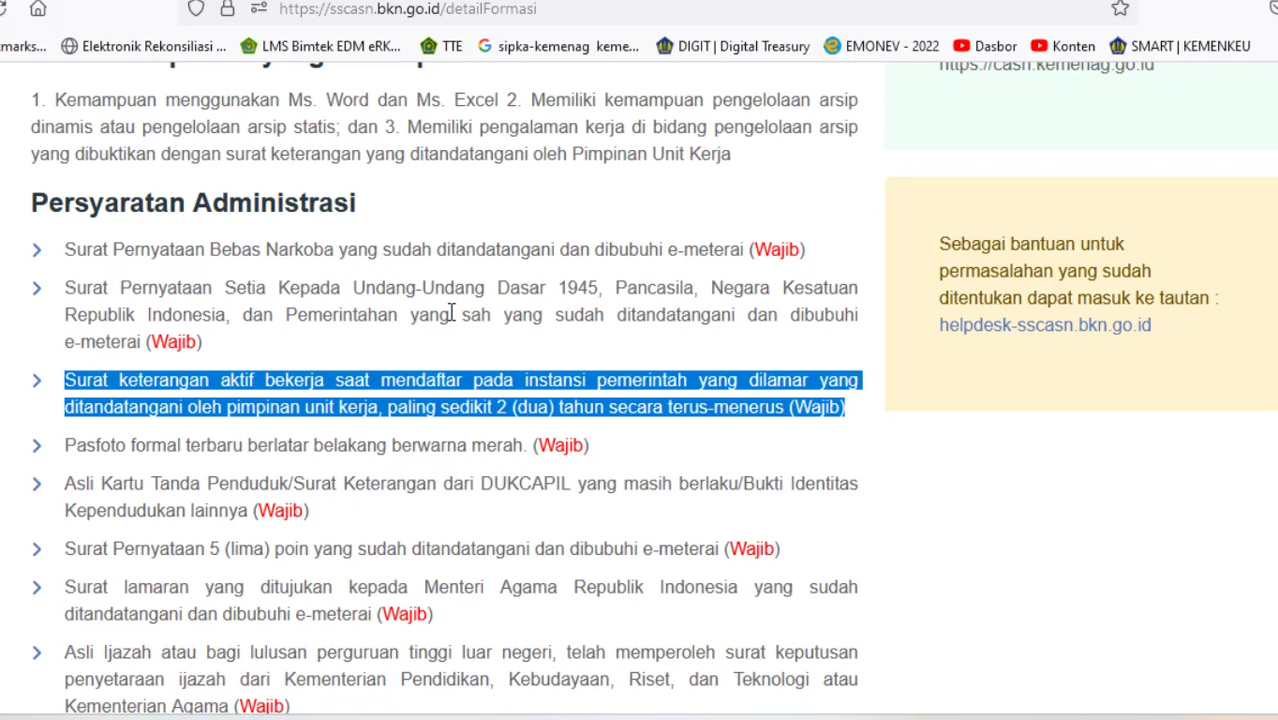 https://sscasn.bkn.go.id/detailFormasi
marks...
Elektronik Rekonsiliasi ...
LMS Bimtek EDM eRK...
TTE
sipka-kemenag keme...
DIGIT | Digital Treasury
EMONEV - 2022
Dasbor
Konten
SMART | KEMENKEU
https://casn.kemenag.go.id
1. Kemampuan menggunakan Ms. Word dan Ms. Excel 2. Memiliki kemampuan pengelolaan arsip
dinamis atau pengelolaan arsip statis; dan 3. Memiliki pengalaman kerja di bidang pengelolaan arsip
yang dibuktikan dengan surat keterangan yang ditandatangani oleh Pimpinan Unit Kerja
Persyaratan Administrasi
Surat Pernyataan Bebas Narkoba yang sudah ditandatangani dan dibubuhi e-meterai (Wajib)
Surat Pernyataan Setia Kepada Undang-Undang Dasar 1945, Pancasila, Negara Kesatuan
Republik Indonesia, dan Pemerintahan yang sah yang sudah ditandatangani dan dibubuhi
e-meterai (Wajib)
Surat keterangan aktif bekerja saat mendaftar pada instansi pemerintah yang dilamar yang
ditandatangani oleh pimpinan unit kerja, paling sedikit 2 (dua) tahun secara terus-menerus (Wajib)
Pasfoto formal terbaru berlatar belakang berwarna merah. (Wajib)
Asli Kartu Tanda Penduduk/Surat Keterangan dari DUKCAPIL yang masih berlaku/Bukti Identitas
Kependudukan lainnya (Wajib)
Surat Pernyataan 5 (lima) poin yang sudah ditandatangani dan dibubuhi e-meterai (Wajib)
Surat lamaran yang ditujukan kepada Menteri Agama Republik Indonesia yang sudah
ditandatangani dan dibubuhi e-meterai (Wajib)
Asli Ijazah atau bagi lulusan perguruan tinggi luar negeri, telah memperoleh surat keputusan
penyetaraan ijazah dari Kementerian Pendidikan, Kebudayaan, Riset, dan Teknologi atau
Kementerian Agama (Wajib)
Sebagai bantuan untuk
permasalahan yang sudah
ditentukan dapat masuk ke tautan :
helpdesk-sscasn.bkn.go.id